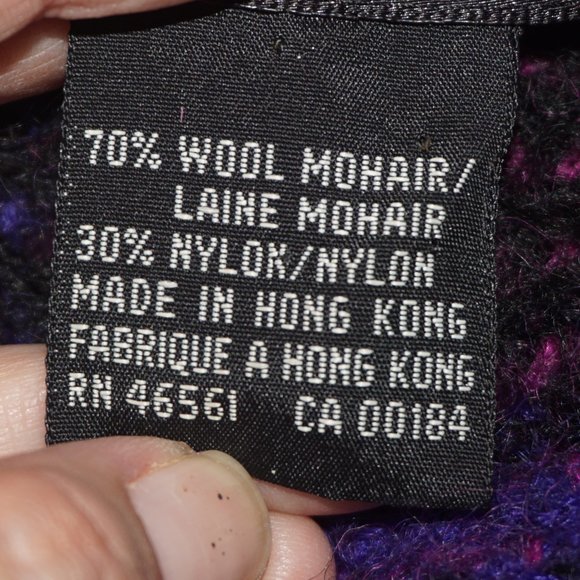 70% WOOL MOHAIR/
LAINE MOHAIR
30% NYLON/NYLON
MADE IN HONG KONG
FABRIQUE A HONG KONG
RN 46561 CA 00184